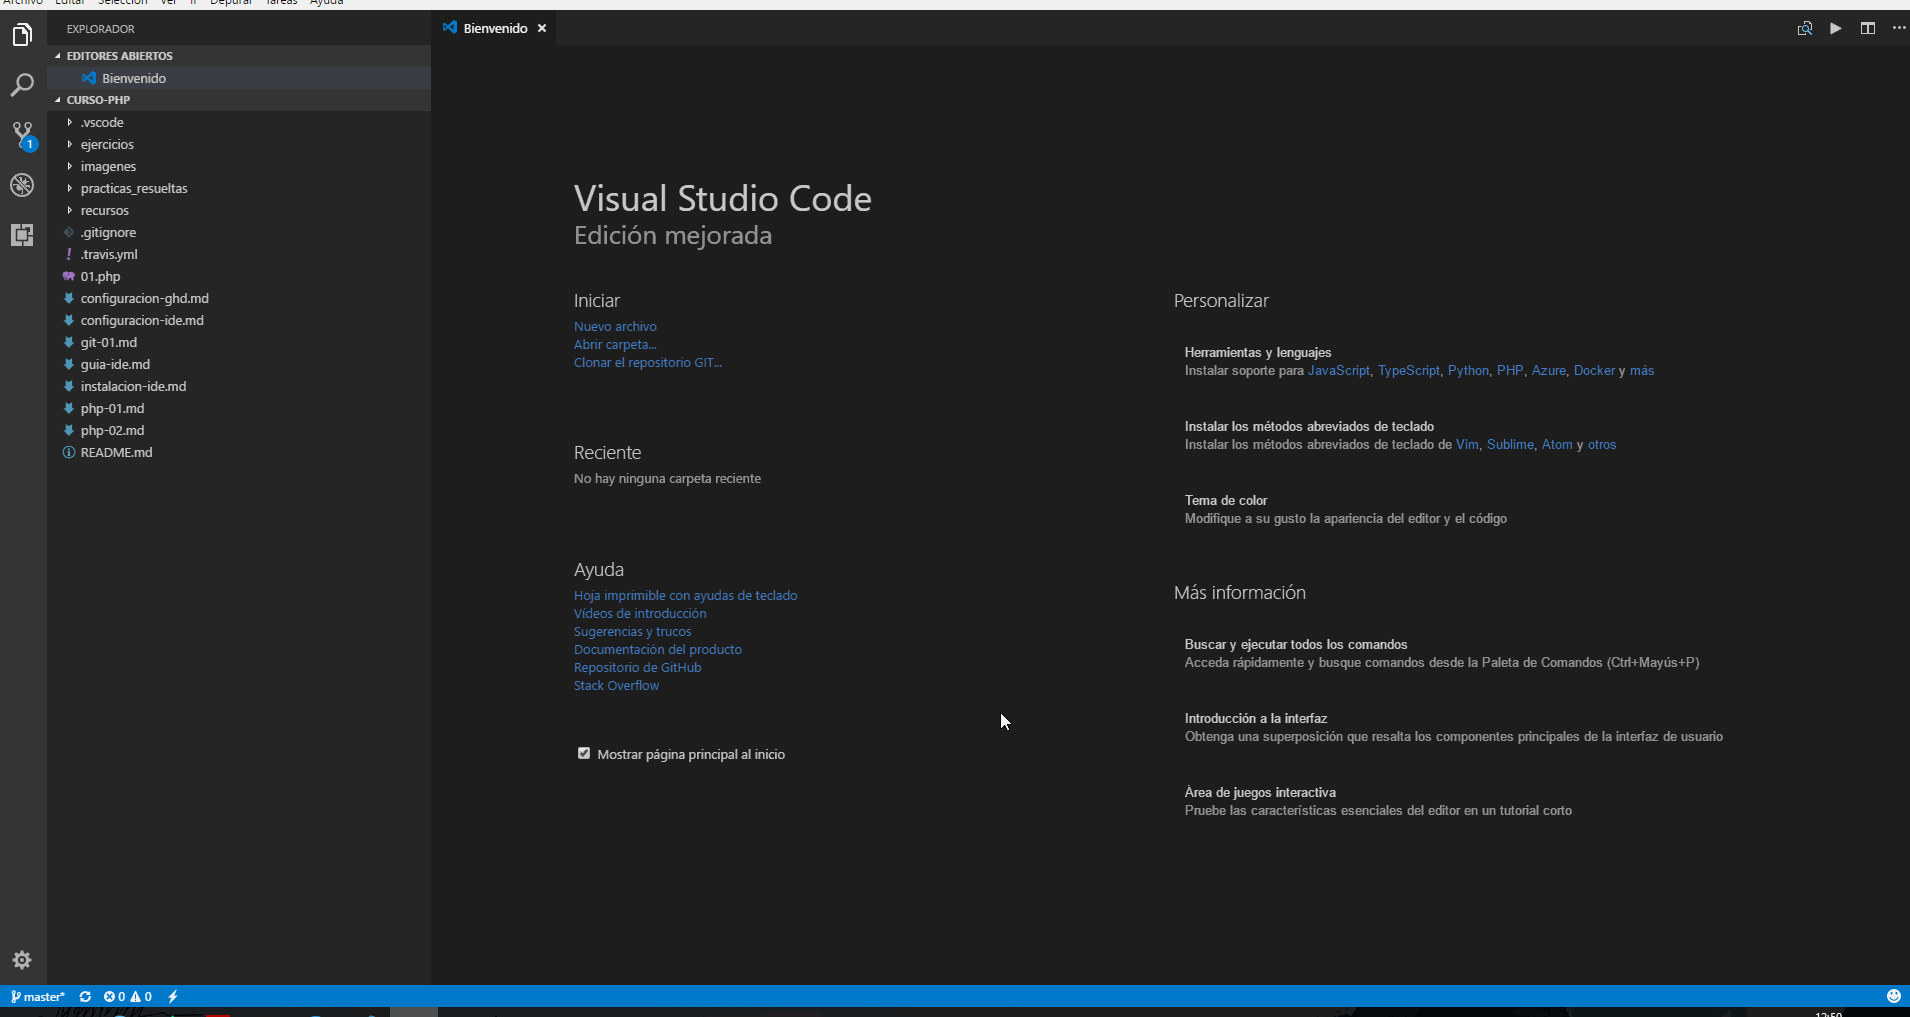 Archivo Editar Selección Ver Ir Depurar Tareas Ayuda
EXPLORADOR
EDITORES ABIERTOS
Bienvenido
CURSO-PHP
.vscode
ejercicios
imagenes
practicas_resueltas
recursos
.gitignore
.travis.yml
01.php
configuracion-ghd.md
configuracion-ide.md
git-01.md
guia-ide.md
instalacion-ide.md
php-01.md
php-02.md
README.md
1
Bienvenido
Visual Studio Code
Edición mejorada
Iniciar
Nuevo archivo
Abrir carpeta...
Clonar el repositorio GIT...
Reciente
No hay ninguna carpeta reciente
Ayuda
Hoja imprimible con ayudas de teclado
Vídeos de introducción
Sugerencias y trucos
Documentación del producto
Repositorio de GitHub
Stack Overflow
Mostrar página principal al inicio
Personalizar
Herramientas y lenguajes
Instalar soporte para JavaScript, TypeScript, Python, PHP, Azure, Docker y más
Instalar los métodos abreviados de teclado
Instalar los métodos abreviados de teclado de Vim, Sublime, Atom y otros
Tema de color
Modifique a su gusto la apariencia del editor y el código
Más información
Buscar y ejecutar todos los comandos
Acceda rápidamente y busque comandos desde la Paleta de Comandos (Ctrl+Mayús+P)
Introducción a la interfaz
Obtenga una superposición que resalta los componentes principales de la interfaz de usuario
Área de juegos interactiva
Pruebe las características esenciales del editor en un tutorial corto
master* 0 0